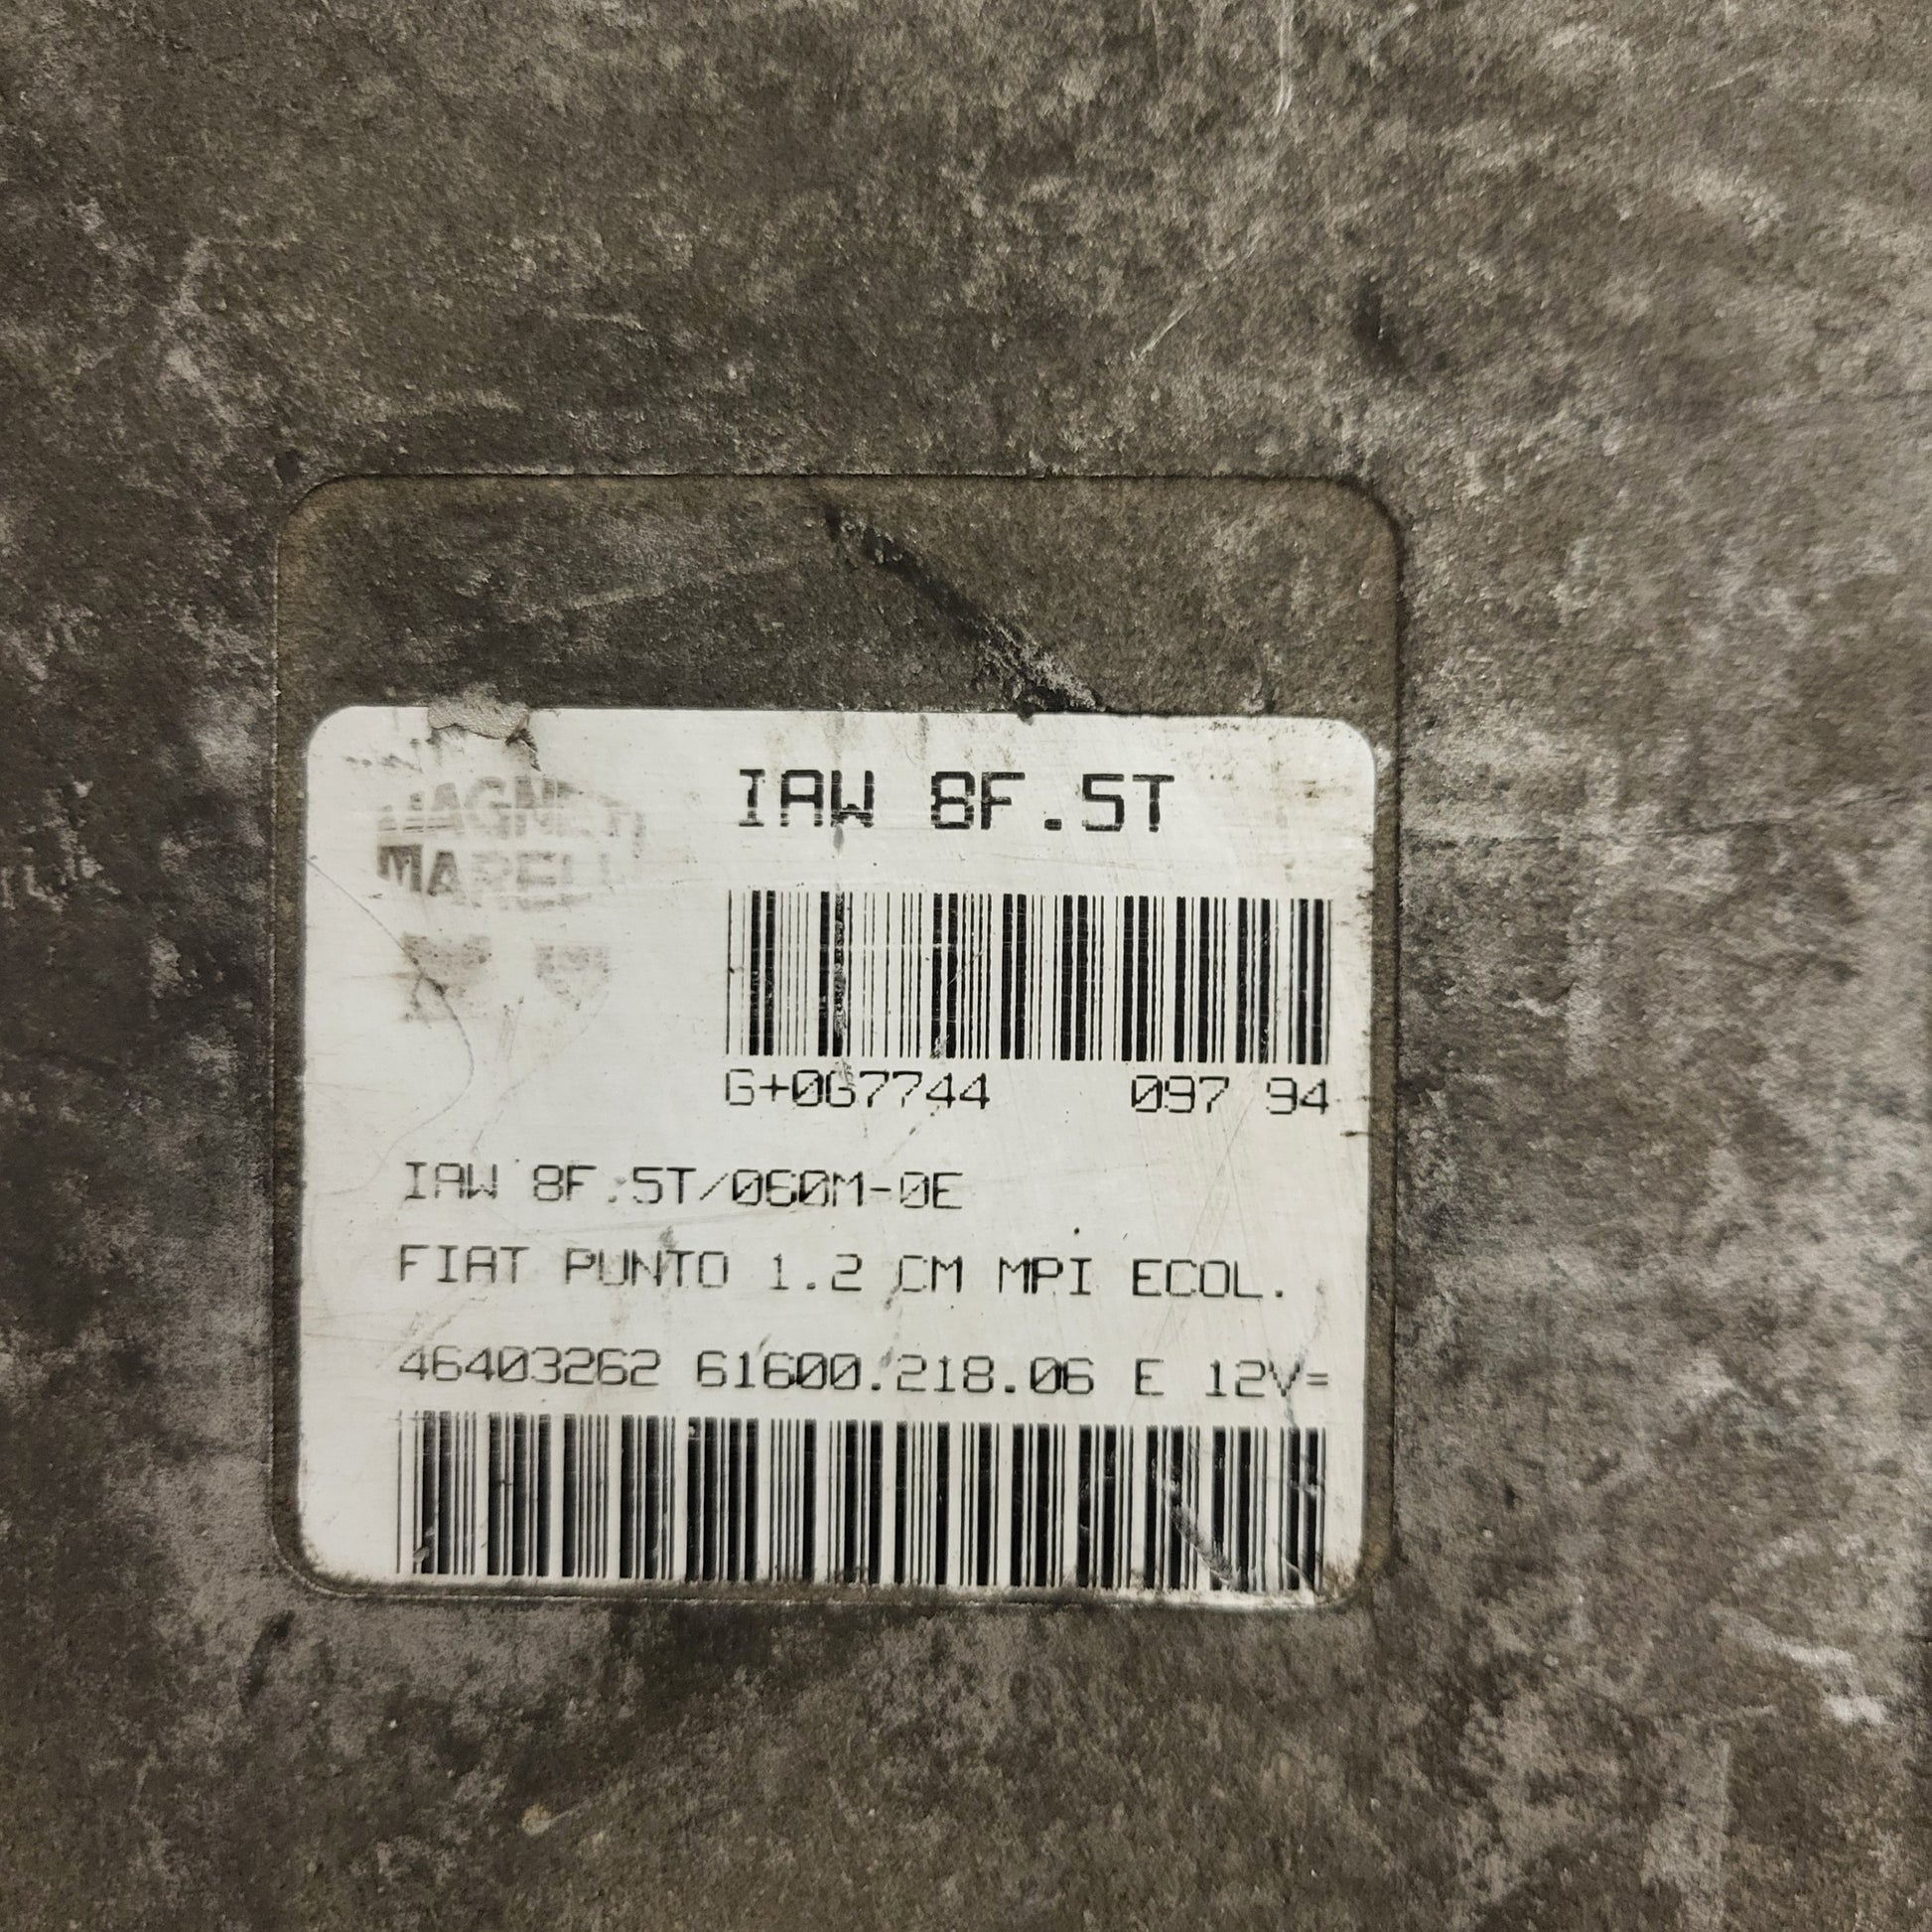 MAGNETI
MARELLI
IAW 8F.5T
G+0G7744 097 94
IAW 8F.5T/060M-0E
FIAT PUNTO 1.2 CM MPI ECOL.
46403262 61600.218.06 E 12V=